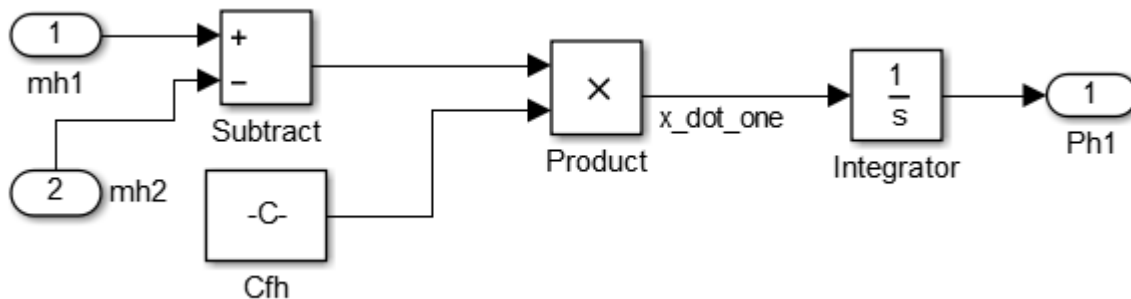 1
mh1
+
−
Subtract
2
mh2
-C-
Cfh
×
Product
x_dot_one
1
s
Integrator
1
Ph1